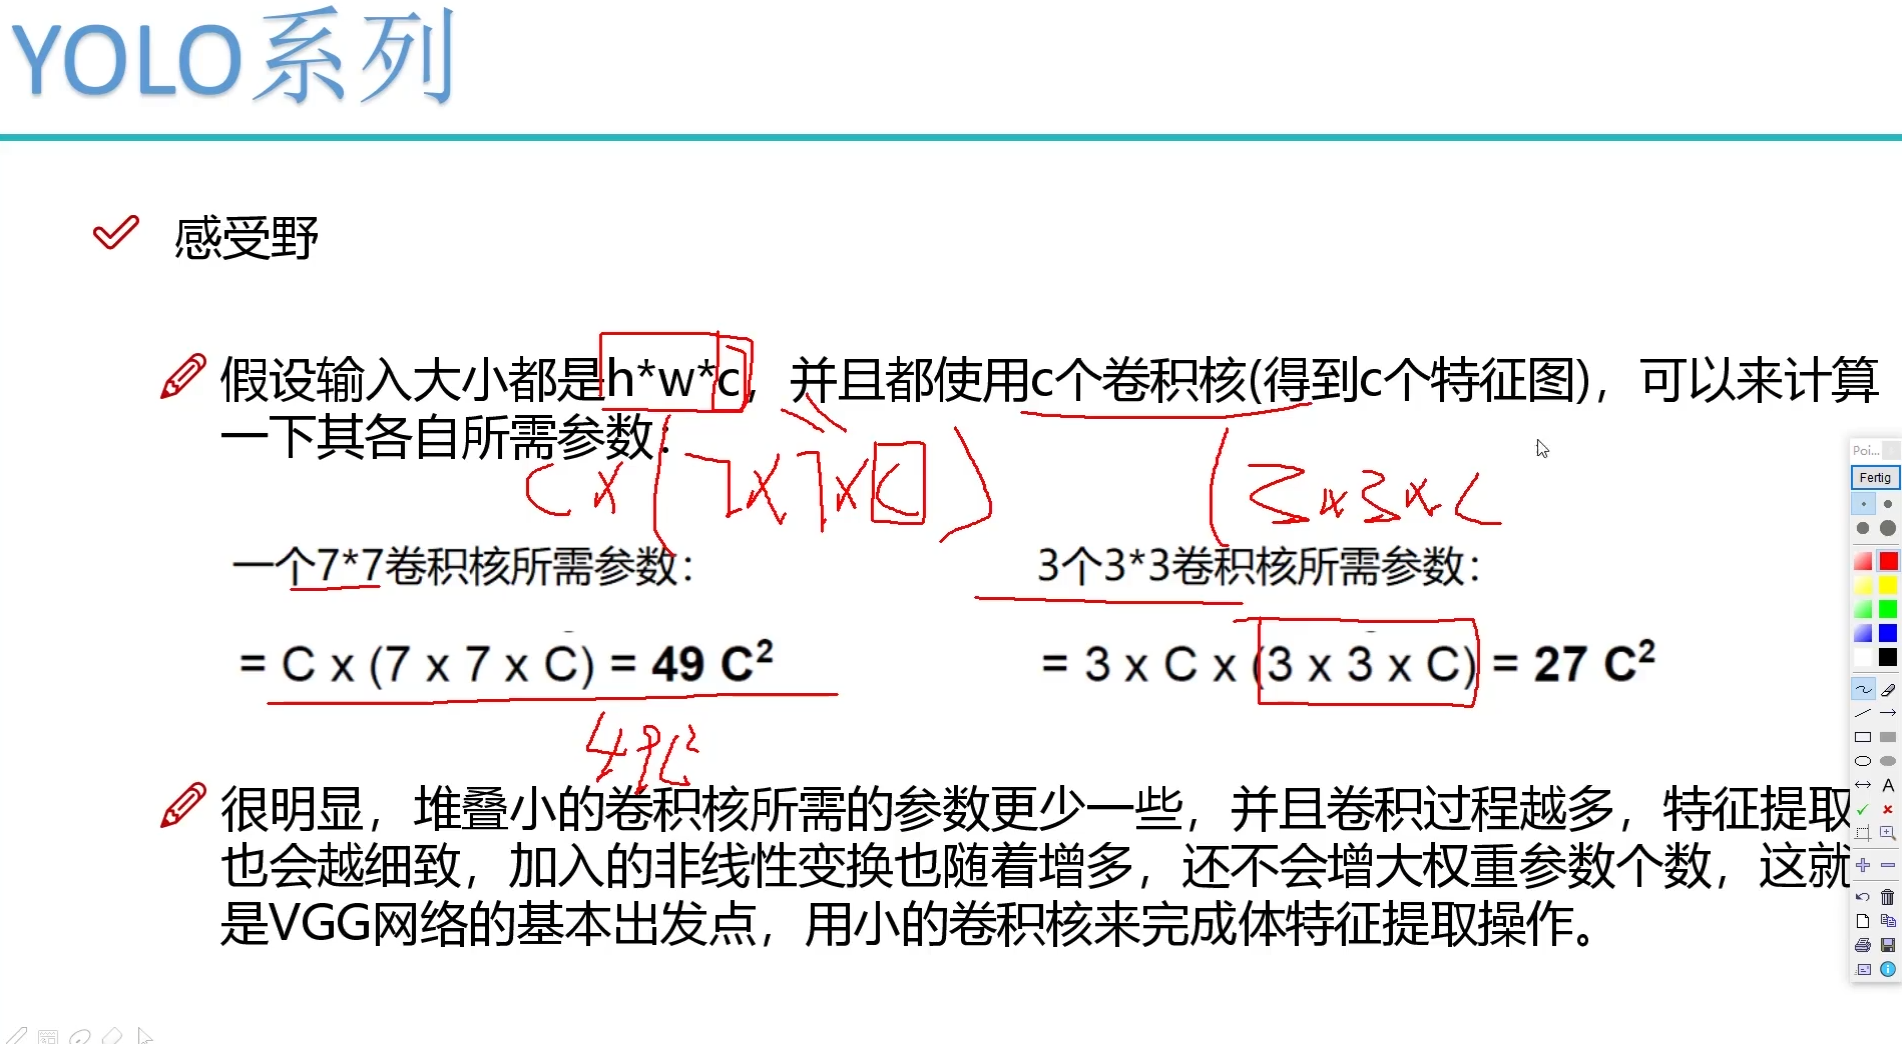 YOLO系列
感受野
假设输入大小都是h*w*c，并且都使用c个卷积核(得到c个特征图)，可以来计算
一下其各自所需参数：
C x (7x7xC)
(3x3xC
一个7*7卷积核所需参数：
3个3*3卷积核所需参数：
= C x (7 x 7 x C) = 49 C²
= 3 x C x (3 x 3 x C) = 27 C²
49C²
很明显，堆叠小的卷积核所需的参数更少一些，并且卷积过程越多，特征提取
也会越细致，加入的非线性变换也随着增多，还不会增大权重参数个数，这就
是VGG网络的基本出发点，用小的卷积核来完成体特征提取操作。
Poi...
Fertig
A